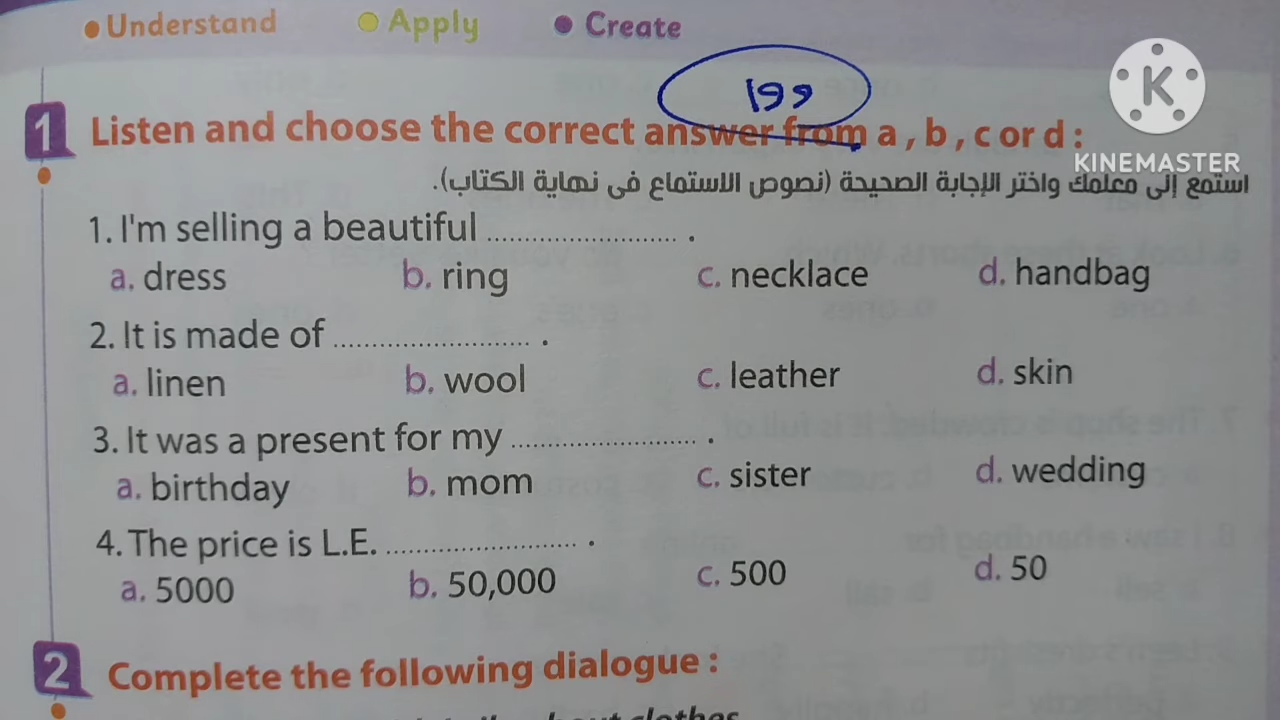 Understand Apply Create
199
1 Listen and choose the correct answer from a , b , c or d :
KINEMASTER
استمع إلى معلمك واختر الإجابة الصحيحة (نصوص الاستماع فى نهاية الكتاب).
1. I'm selling a beautiful ........................ .
a. dress b. ring c. necklace d. handbag
2. It is made of ........................ .
a. linen b. wool c. leather d. skin
3. It was a present for my ........................ .
a. birthday b. mom c. sister d. wedding
4. The price is L.E. ........................ .
a. 5000 b. 50,000 c. 500 d. 50
2 Complete the following dialogue :
about clothes